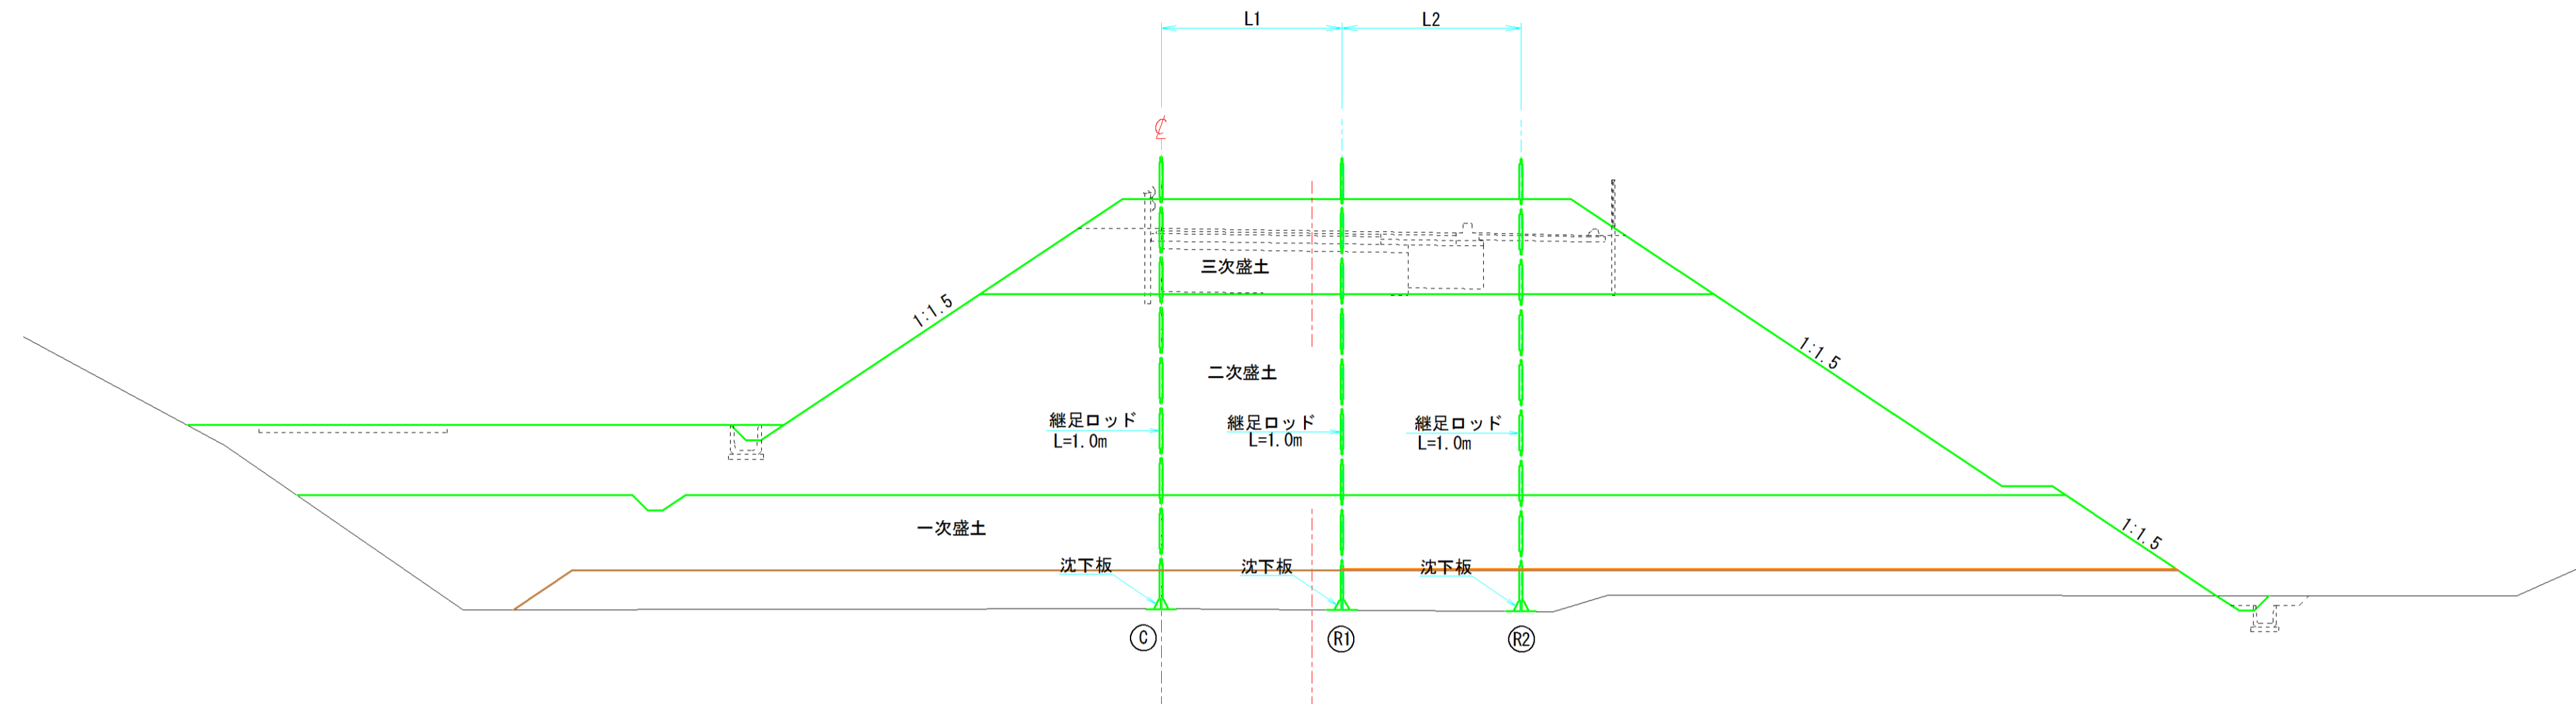 L1
L2
℄
三次盛土
1:1.5
1:1.5
二次盛土
継足ロッド
L=1.0m
継足ロッド
L=1.0m
継足ロッド
L=1.0m
一次盛土
1:1.5
沈下板
沈下板
沈下板
C
R1
R2